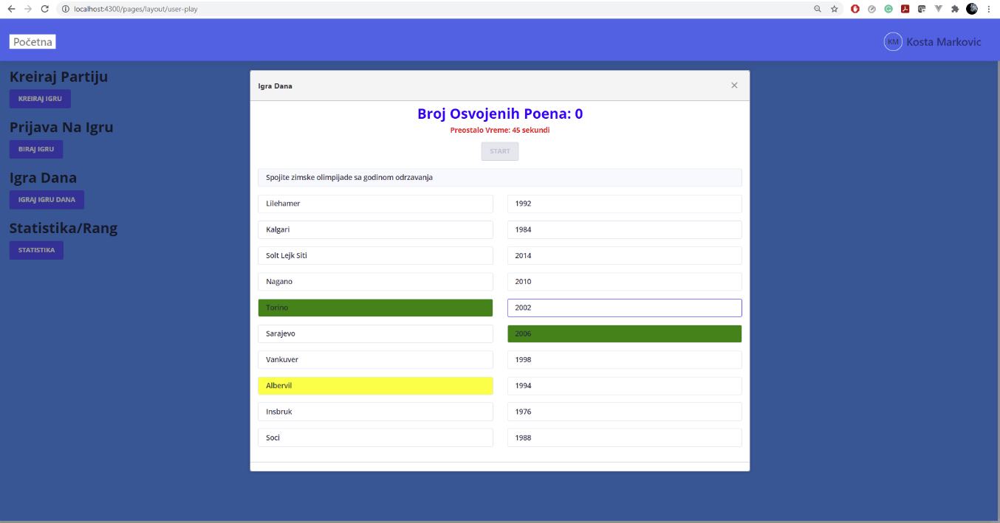 localhost:4300/pages/layout/user-play
Početna
KM Kosta Markovic
Kreiraj Partiju
KREIRAJ IGRU
Prijava Na Igru
BIRAJ IGRU
Igra Dana
IGRAJ IGRU DANA
Statistika/Rang
STATISTIKA
Igra Dana
Broj Osvojenih Poena: 0
Preostalo Vreme: 45 sekundi
START
Spojite zimske olimpijade sa godinom odrzavanja
Lilehamer 1992
Kalgari 1984
Solt Lejk Siti 2014
Nagano 2010
Torino 2002
Sarajevo 2006
Vankuver 1998
Albervil 1994
Insbruk 1976
Soci 1988